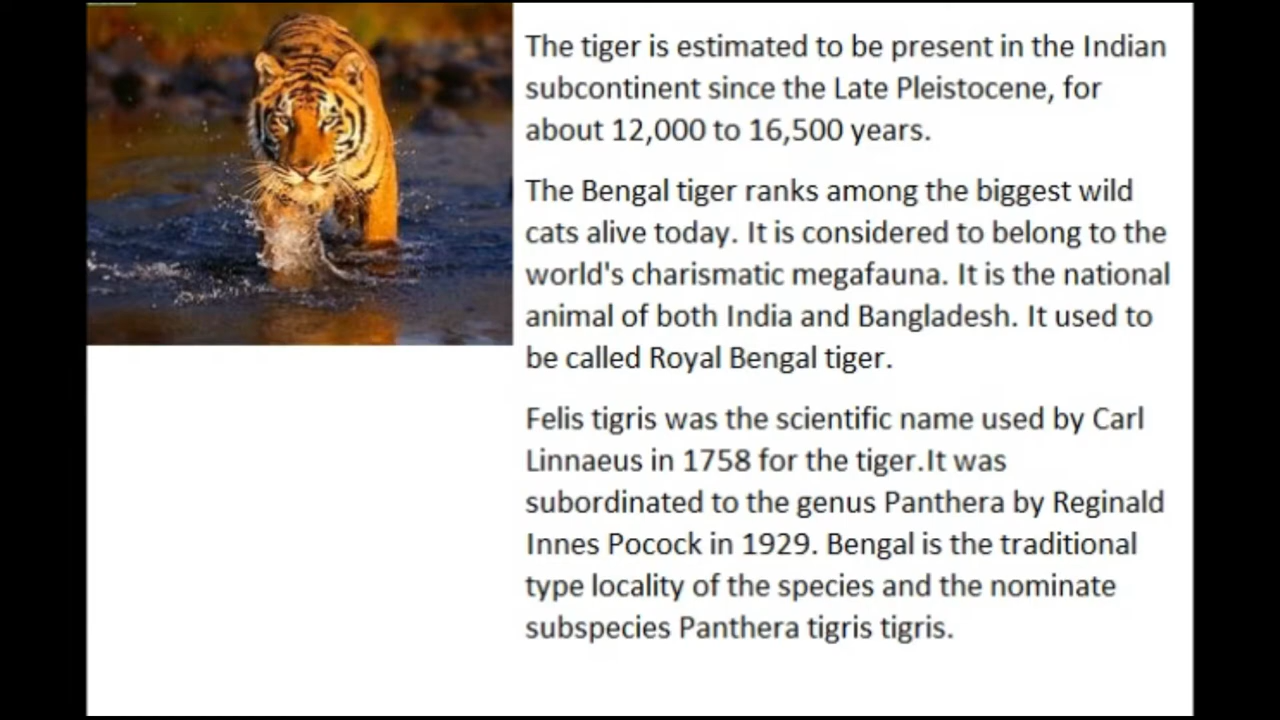 The tiger is estimated to be present in the Indian
subcontinent since the Late Pleistocene, for
about 12,000 to 16,500 years.
The Bengal tiger ranks among the biggest wild
cats alive today. It is considered to belong to the
world's charismatic megafauna. It is the national
animal of both India and Bangladesh. It used to
be called Royal Bengal tiger.
Felis tigris was the scientific name used by Carl
Linnaeus in 1758 for the tiger.It was
subordinated to the genus Panthera by Reginald
Innes Pocock in 1929. Bengal is the traditional
type locality of the species and the nominate
subspecies Panthera tigris tigris.